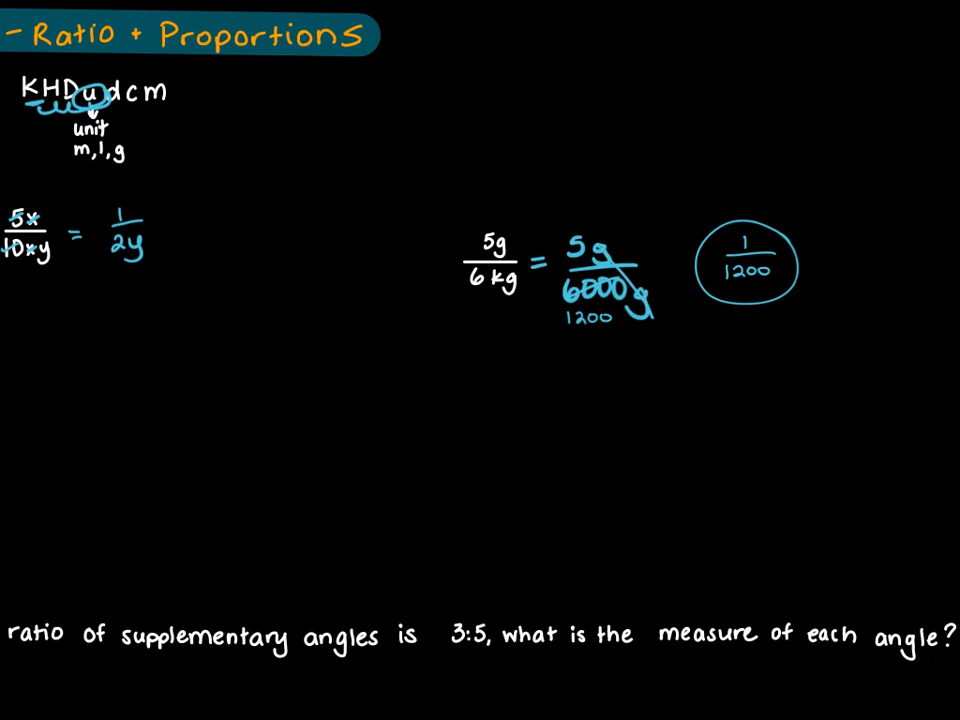 - Ratio + Proportions
KHDudcm
unit
m, l, g
5x/10xy = 1/2y
5g/6kg = 5g/6000g 1/1200
1200
ratio of supplementary angles is 3:5, what is the measure of each angle?